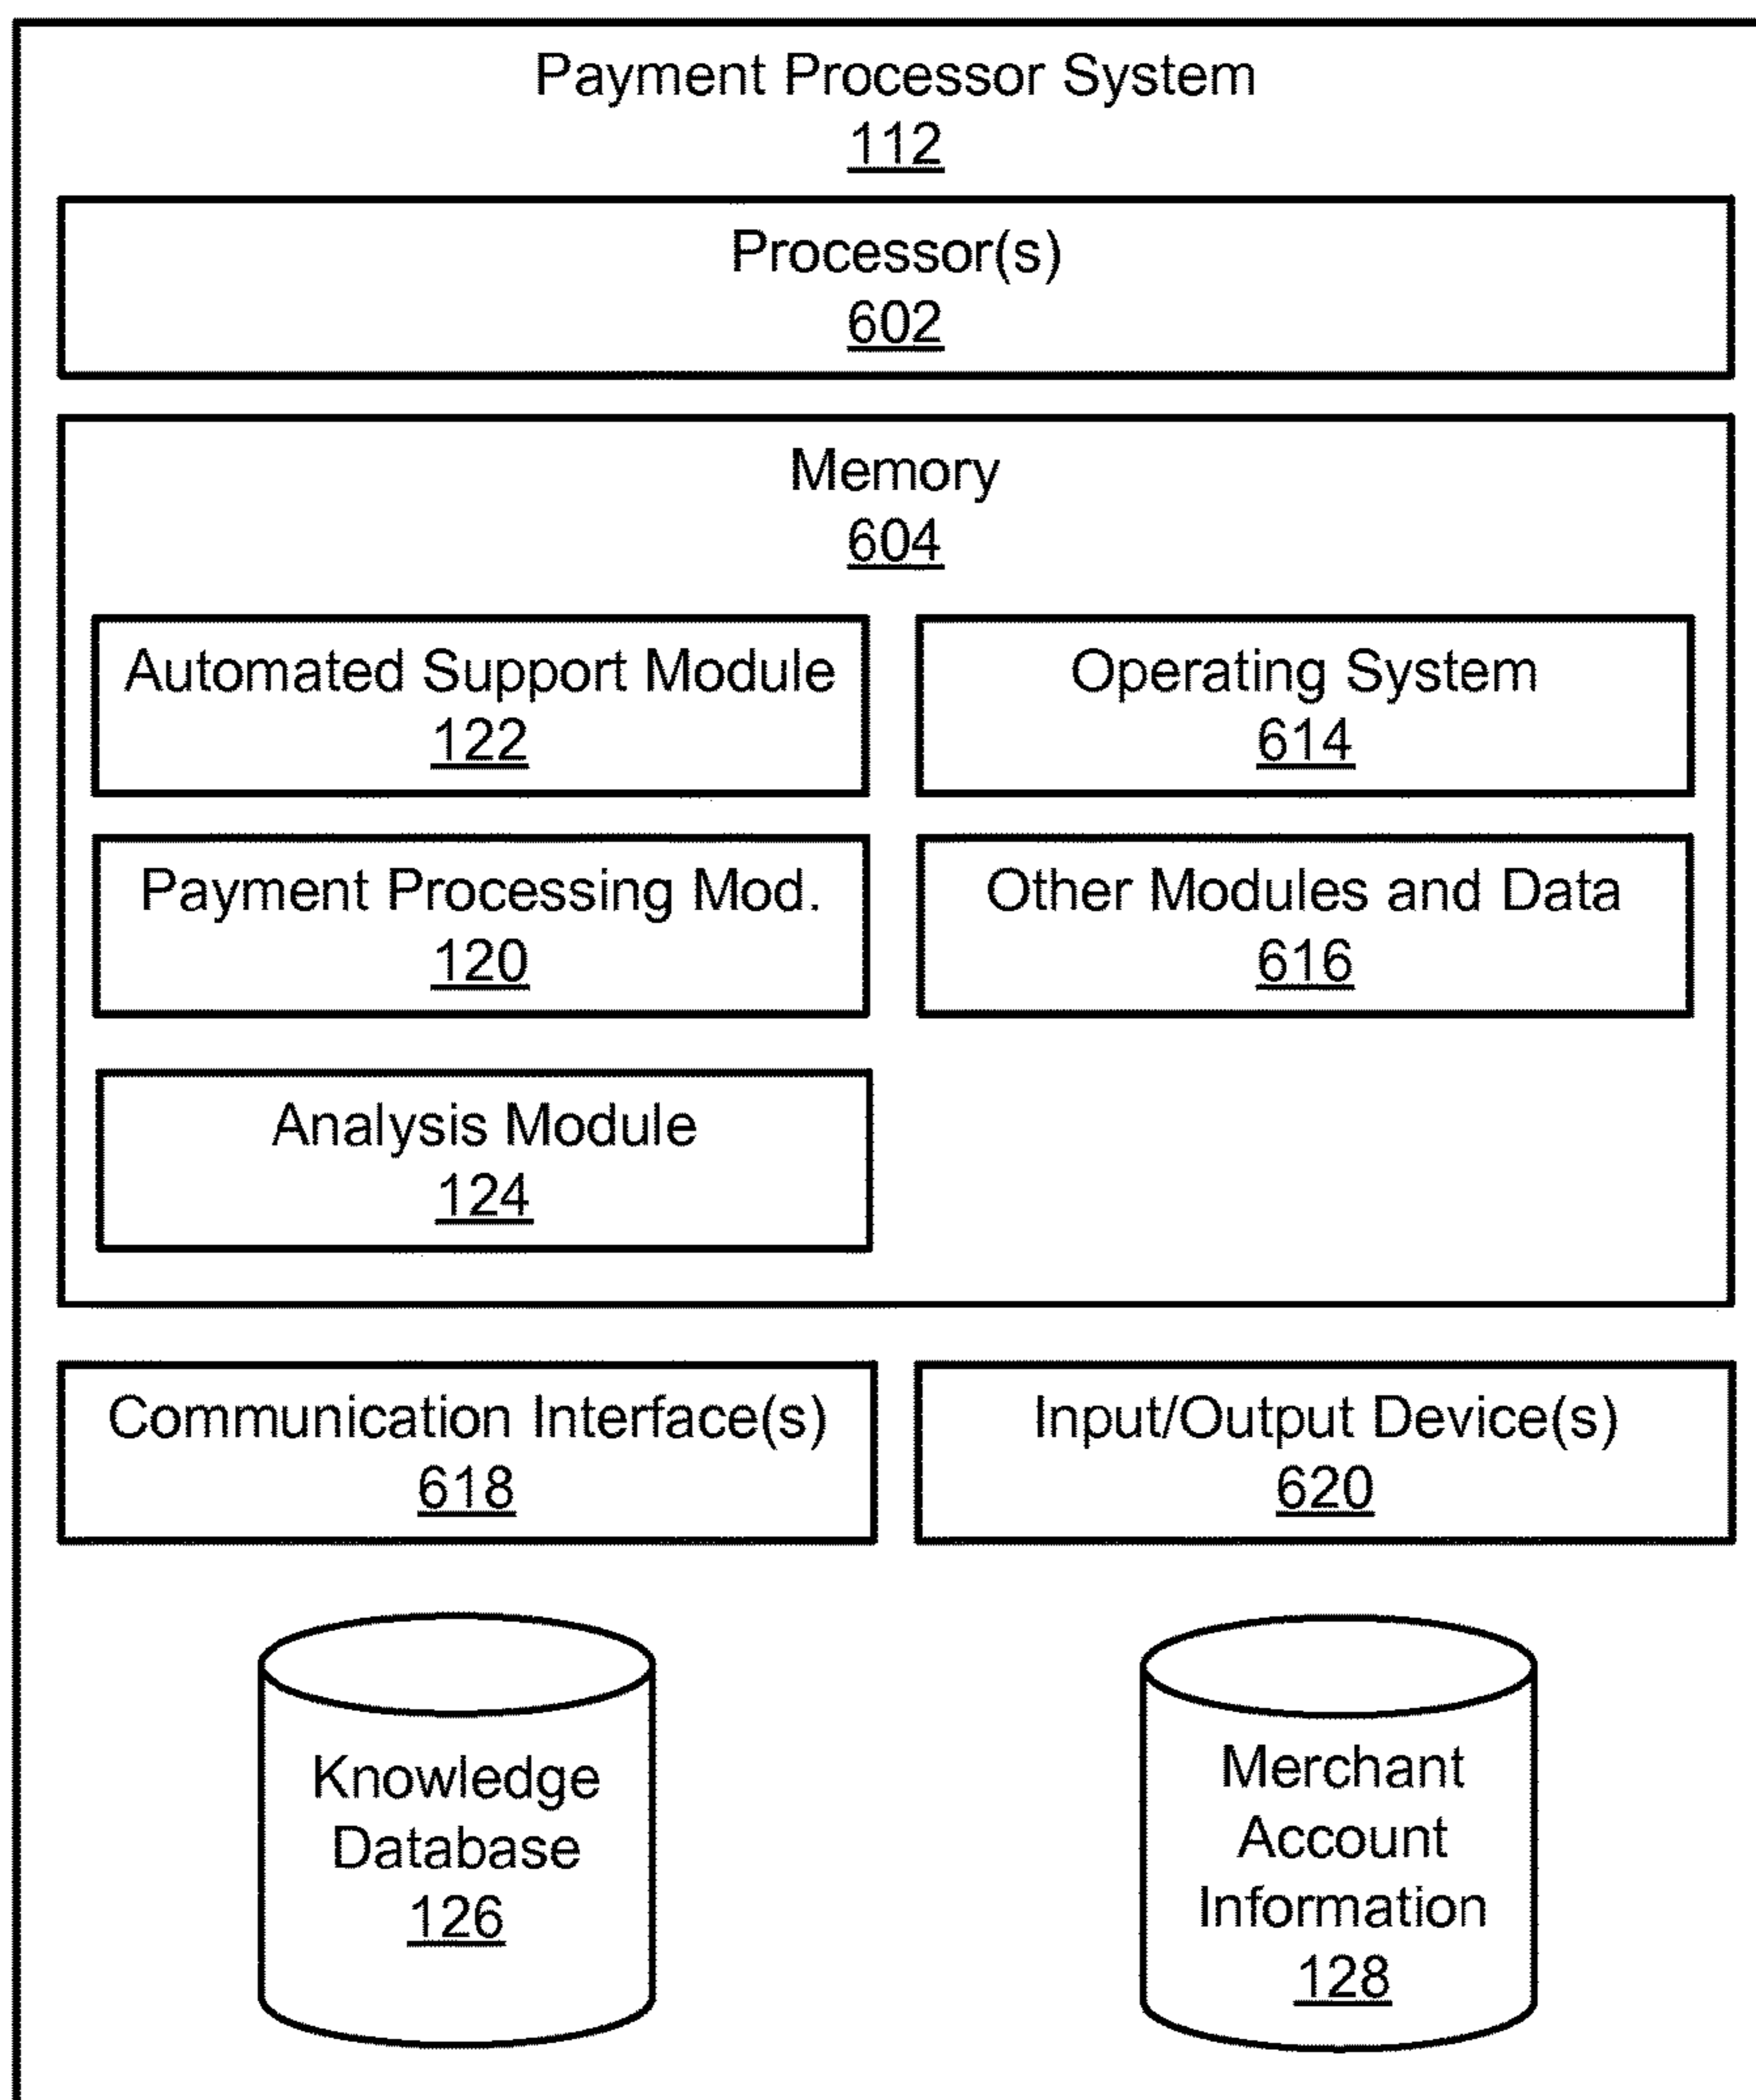 Payment Processor System
112
Processor(s)
602
Memory
604
Automated Support Module
122
Operating System
614
Payment Processing Mod.
120
Other Modules and Data
616
Analysis Module
124
Communication Interface(s)
618
Input/Output Device(s)
620
Knowledge
Database
126
Merchant
Account
Information
128